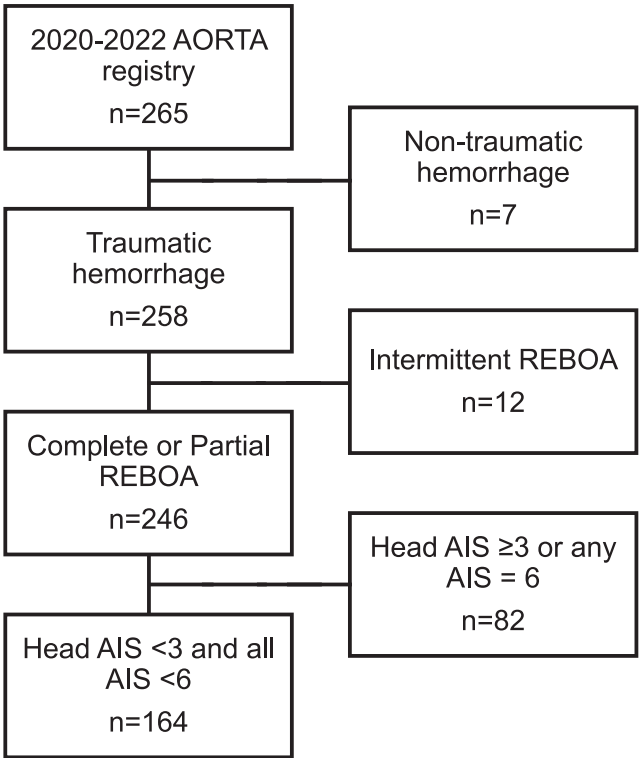 2020-2022 AORTA
registry
n=265
Non-traumatic
hemorrhage
n=7
Traumatic
hemorrhage
n=258
Intermittent REBOA
n=12
Complete or Partial
REBOA
n=246
Head AIS ≥3 or any
AIS = 6
n=82
Head AIS <3 and all
AIS <6
n=164